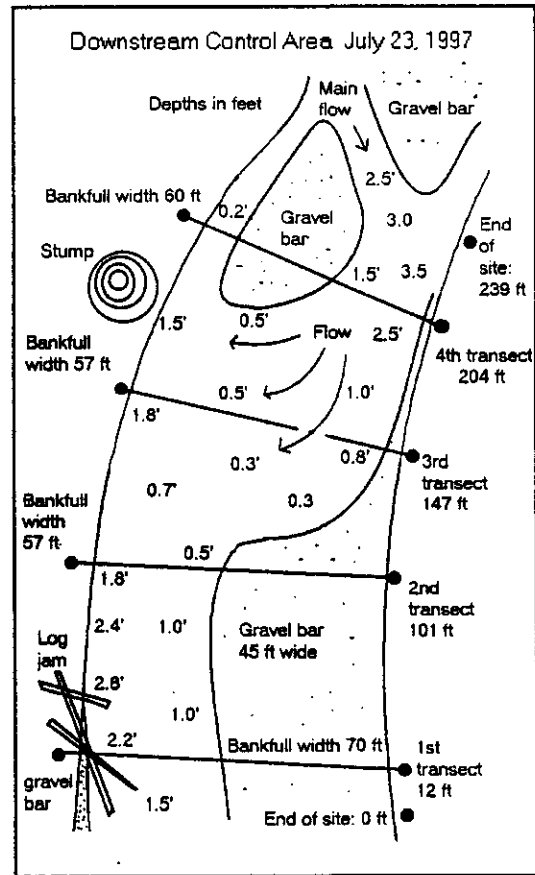 Downstream Control Area July 23, 1997
Depths in feet
Main
flow
Gravel bar
2.5'
Bankfull width 60 ft
0.2'
Gravel
bar
3.0
End
of
site:
239 ft
Stump
1.5'
3.5
1.5'
0.5'
Flow
2.5'
4th transect
204 ft
Bankfull
width 57 ft
0.5'
1.0'
1.8'
0.3'
0.8'
3rd
transect
147 ft
0.7'
0.3
Bankfull
width
57 ft
0.5'
1.8'
2nd
transect
101 ft
2.4'
1.0'
Gravel bar
45 ft wide
Log
jam
2.8'
1.0'
2.2'
Bankfull width 70 ft
1st
transect
12 ft
gravel
bar
1.5'
End of site: 0 ft